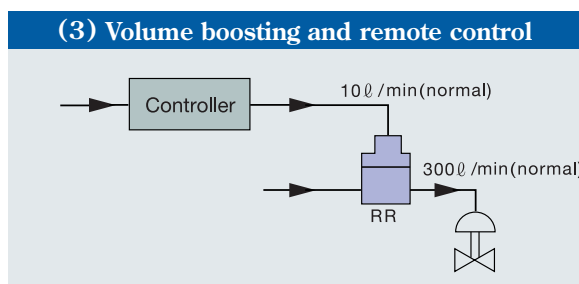 (3) Volume boosting and remote control
10ℓ/min(normal)
Controller
300ℓ/min(normal)
RR